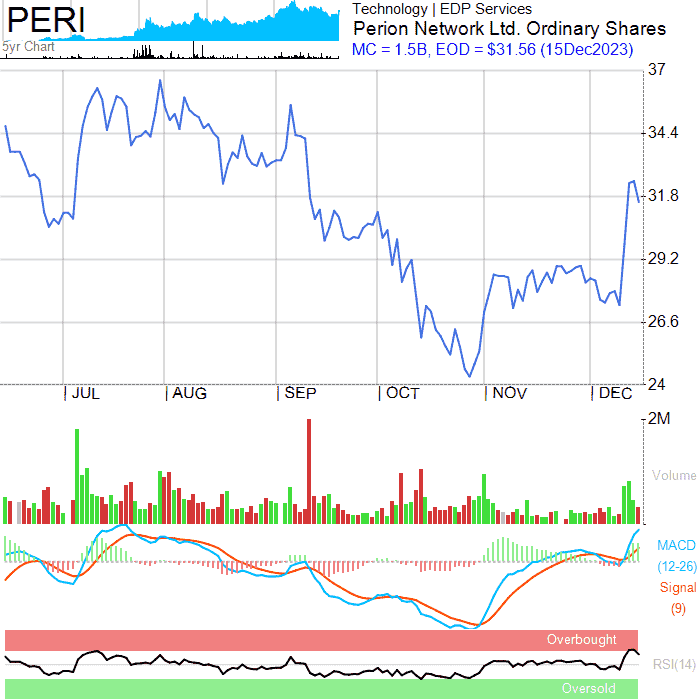 PERI
5yr Chart
Technology | EDP Services
Perion Network Ltd. Ordinary Shares
MC = 1.5B, EOD = $31.56 (15Dec2023)
37
34.4
31.8
29.2
26.6
24
JUL AUG SEP OCT NOV DEC
2M
Volume
MACD
(12-26)
Signal
(9)
Overbought
RSI(14)
Oversold